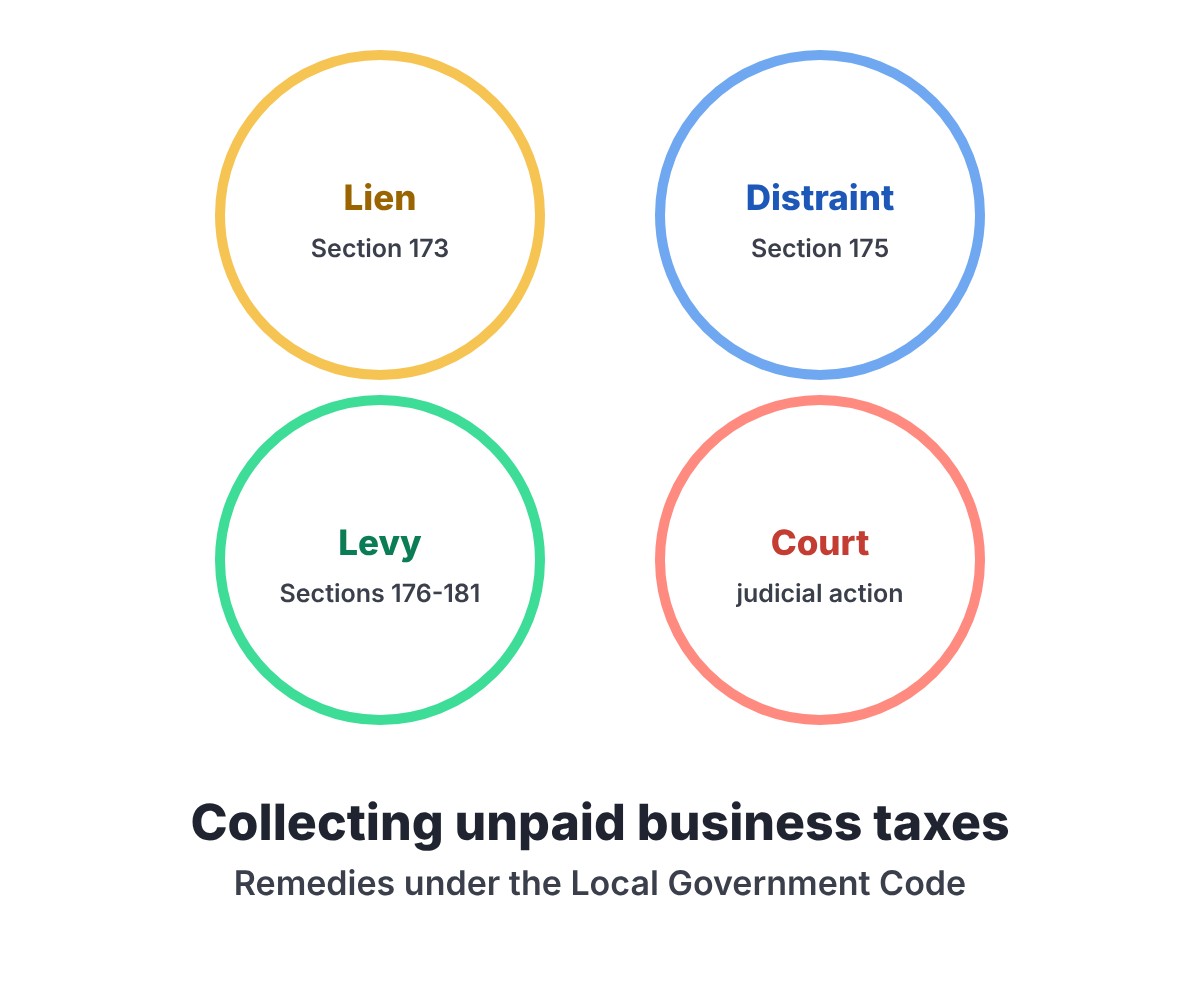 Lien
Section 173
Distraint
Section 175
Levy
Sections 176-181
Court
judicial action
Collecting unpaid business taxes
Remedies under the Local Government Code